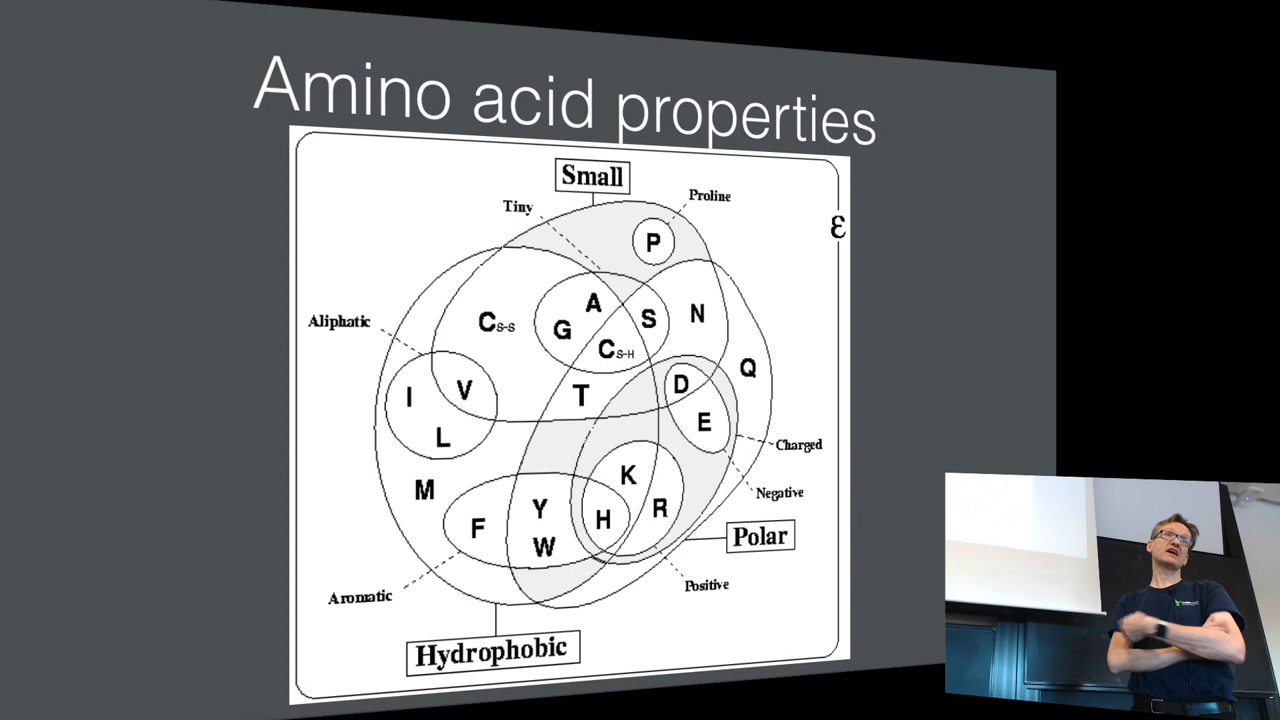 Amino acid properties
Small
Proline
Tiny
ε
P
A
Aliphatic
C S-S
G
S
N
C S-H
I
V
T
D
Q
L
E
Charged
M
K
Negative
F
Y
H
R
W
Polar
Aromatic
Positive
Hydrophobic